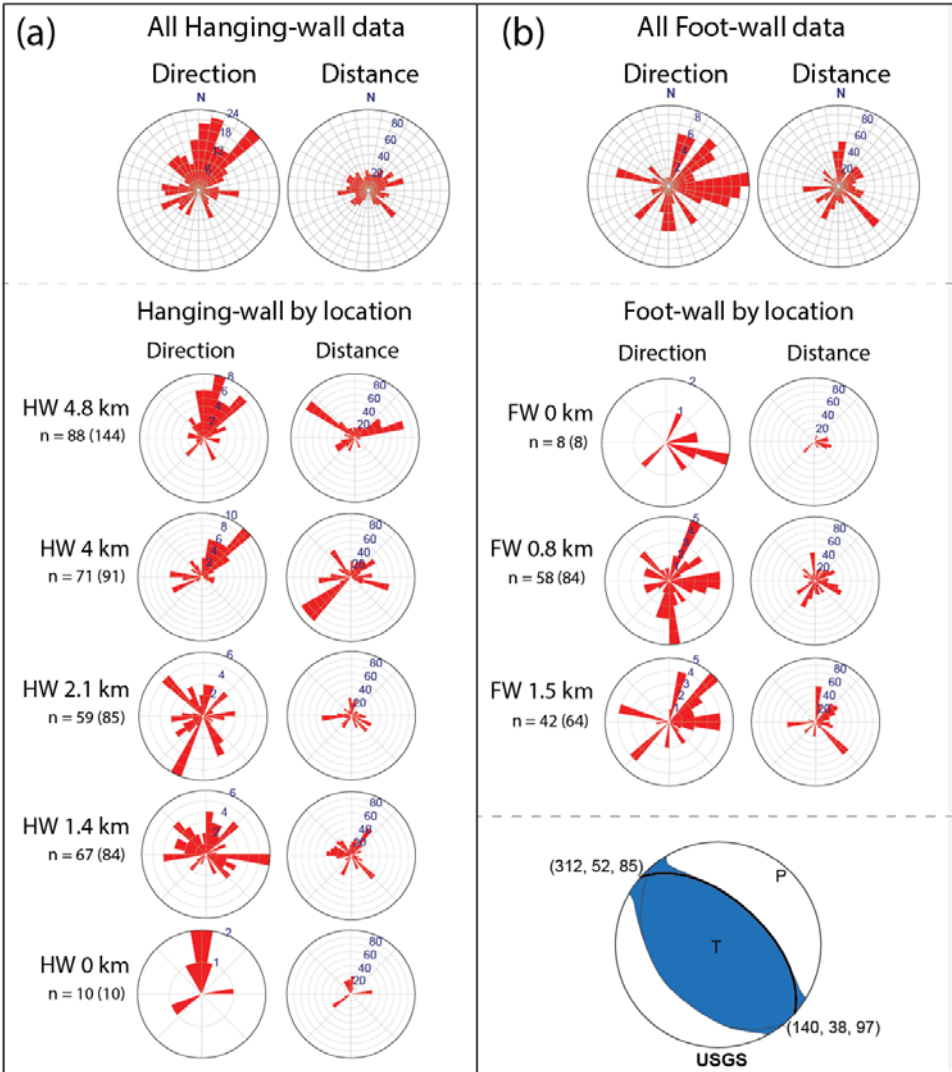 (a) All Hanging-wall data
Direction Distance
N N
24 18 12 6
80 60 40 20
Hanging-wall by location
Direction Distance
HW 4.8 km
n = 88 (144)
8 6 4 2
80 60 40 20
HW 4 km
n = 71 (91)
10 8 6 4 2
80 60 40 20
HW 2.1 km
n = 59 (85)
6 4 2
80 60 40 20
HW 1.4 km
n = 67 (84)
6 4 2
80 60 40 20
HW 0 km
n = 10 (10)
2 1
80 60 40 20
(b) All Foot-wall data
Direction Distance
N N
8 6 4 2
80 60 40 20
Foot-wall by location
Direction Distance
FW 0 km
n = 8 (8)
2 1
80 60 40 20
FW 0.8 km
n = 58 (84)
5 4 3 2 1
80 60 40 20
FW 1.5 km
n = 42 (64)
5 4 3 2 1
80 60 40 20
(312, 52, 85)
P
T
(140, 38, 97)
USGS